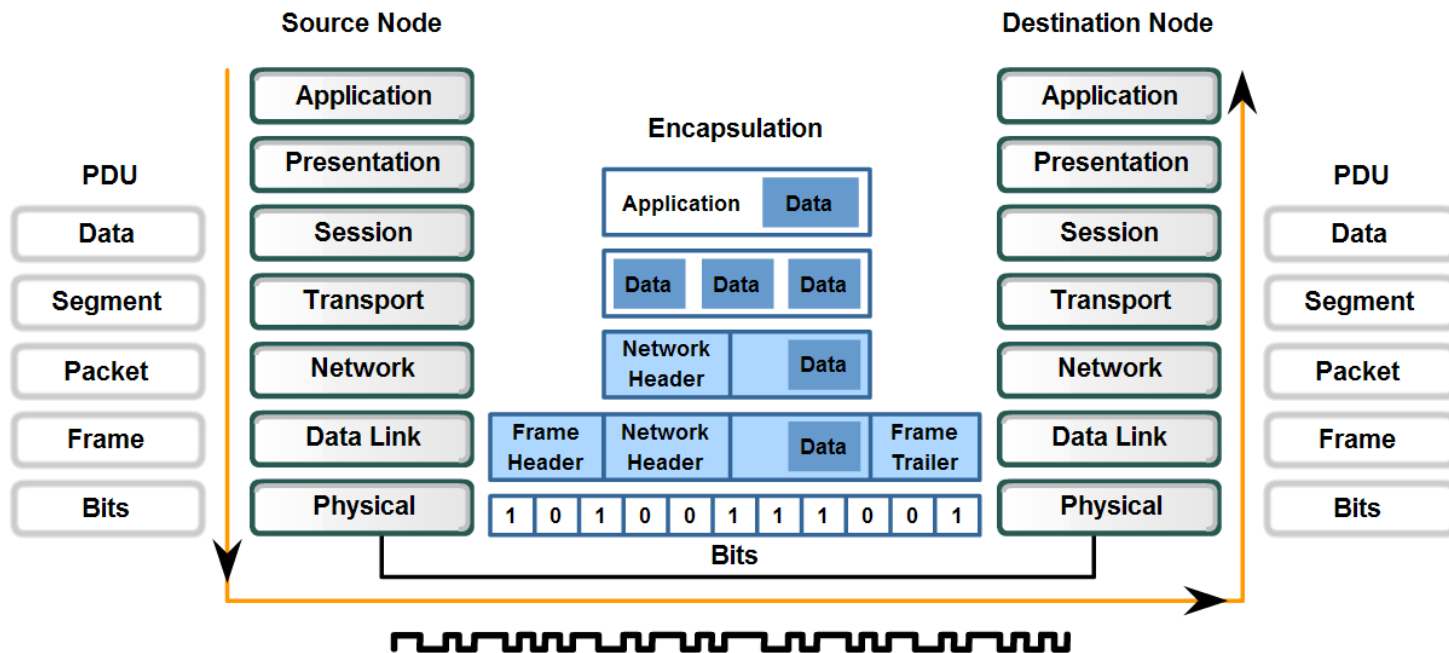 Source Node
Destination Node
Application
Application
Encapsulation
Presentation
Presentation
PDU
PDU
Application Data
Data
Session
Session
Data
Data Data Data
Segment
Transport
Transport
Segment
Network
Header
Data
Packet
Network
Network
Packet
Frame
Header
Network
Header
Data
Frame
Trailer
Frame
Data Link
Data Link
Frame
Bits
Physical
1 0 1 0 0 1 1 1 0 0 1
Physical
Bits
Bits